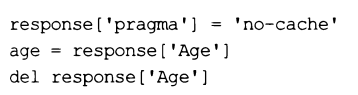 response['pragma'] = 'no-cache'
age = response['Age']
del response['Age']